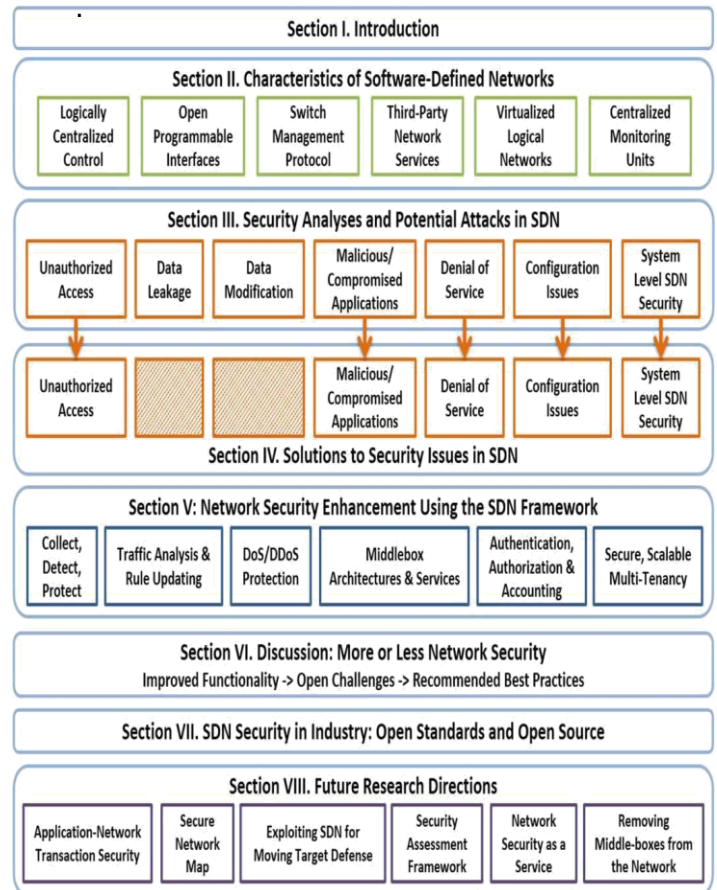 Section I. Introduction
Section II. Characteristics of Software-Defined Networks
Logically
Centralized
Control
Open
Programmable
Interfaces
Switch
Management
Protocol
Third-Party
Network
Services
Virtualized
Logical
Networks
Centralized
Monitoring
Units
Section III. Security Analyses and Potential Attacks in SDN
Unauthorized
Access
Data
Leakage
Data
Modification
Malicious/
Compromised
Applications
Denial of
Service
Configuration
Issues
System
Level SDN
Security
Unauthorized
Access
Malicious/
Compromised
Applications
Denial of
Service
Configuration
Issues
System
Level SDN
Security
Section IV. Solutions to Security Issues in SDN
Section V: Network Security Enhancement Using the SDN Framework
Collect,
Detect,
Protect
Traffic Analysis &
Rule Updating
DoS/DDoS
Protection
Middlebox
Architectures & Services
Authentication,
Authorization &
Accounting
Secure, Scalable
Multi-Tenancy
Section VI. Discussion: More or Less Network Security
Improved Functionality -> Open Challenges -> Recommended Best Practices
Section VII. SDN Security in Industry: Open Standards and Open Source
Section VIII. Future Research Directions
Application-Network
Transaction Security
Secure
Network
Map
Exploiting SDN for
Moving Target Defense
Security
Assessment
Framework
Network
Security as a
Service
Removing
Middle-boxes from
the Network